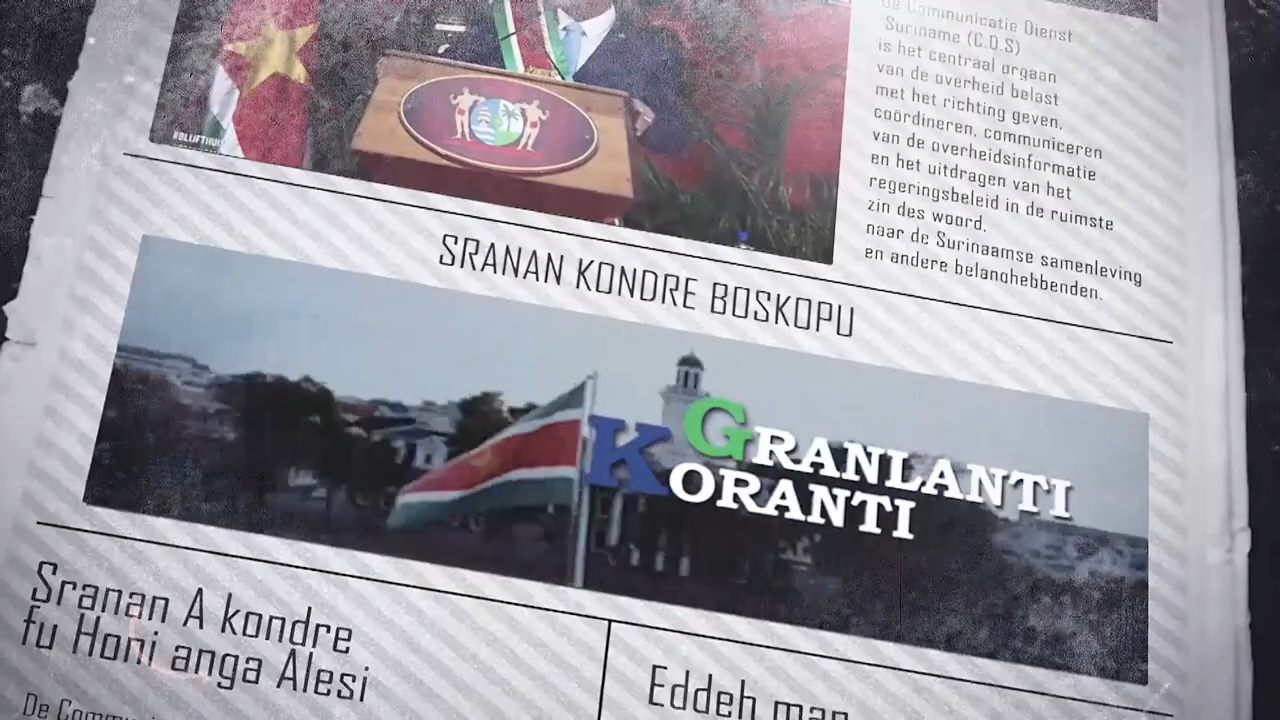 de Communicatie Dienst
Suriname (C.D.S)
is het centraal orgaan
van de overheid belast
met het richting geven,
coördineren, communiceren
van de overheidsinformatie
en het uitdragen van het
regeringsbeleid in de ruimste
zin des woord.
naar de Surinaamse samenleving
en andere belanghebbenden.
SRANAN KONDRE BOSKOPU
GRANLANTI
KORANTI
Sranan A kondre
fu Honi anga Alesi
Eddeh man
De